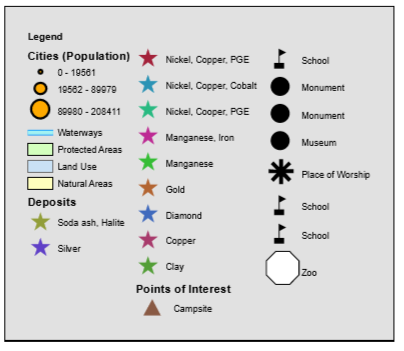 Legend
Cities (Population)
0 - 19561
19562 - 89979
89980 - 208411
Waterways
Protected Areas
Land Use
Natural Areas
Deposits
Soda ash, Halite
Silver
Nickel, Copper, PGE
Nickel, Copper, Cobalt
Nickel, Cooper, PGE
Manganese, Iron
Manganese
Gold
Diamond
Copper
Clay
Points of Interest
Campsite
School
Monument
Monument
Museum
Place of Worship
School
School
Zoo